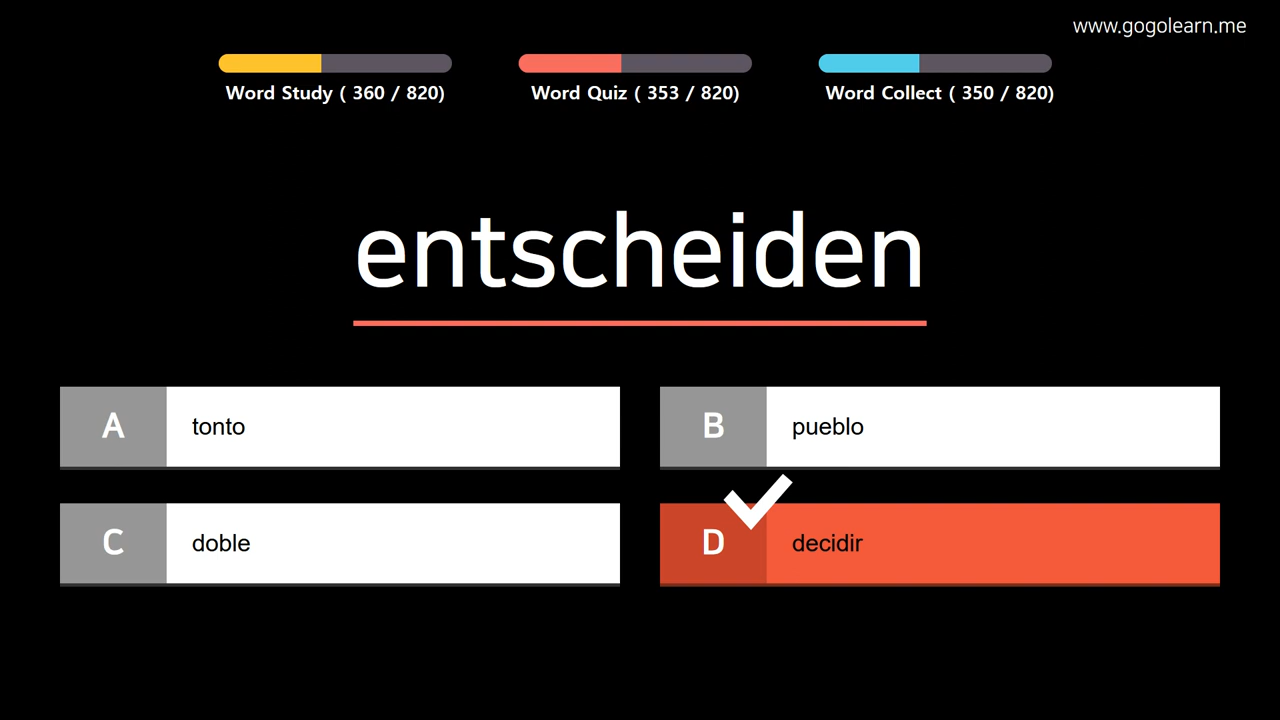 www.gogolearn.me
Word Study ( 360 / 820)
Word Quiz ( 353 / 820)
Word Collect ( 350 / 820)
entscheiden
A tonto
B pueblo
C doble
D decidir